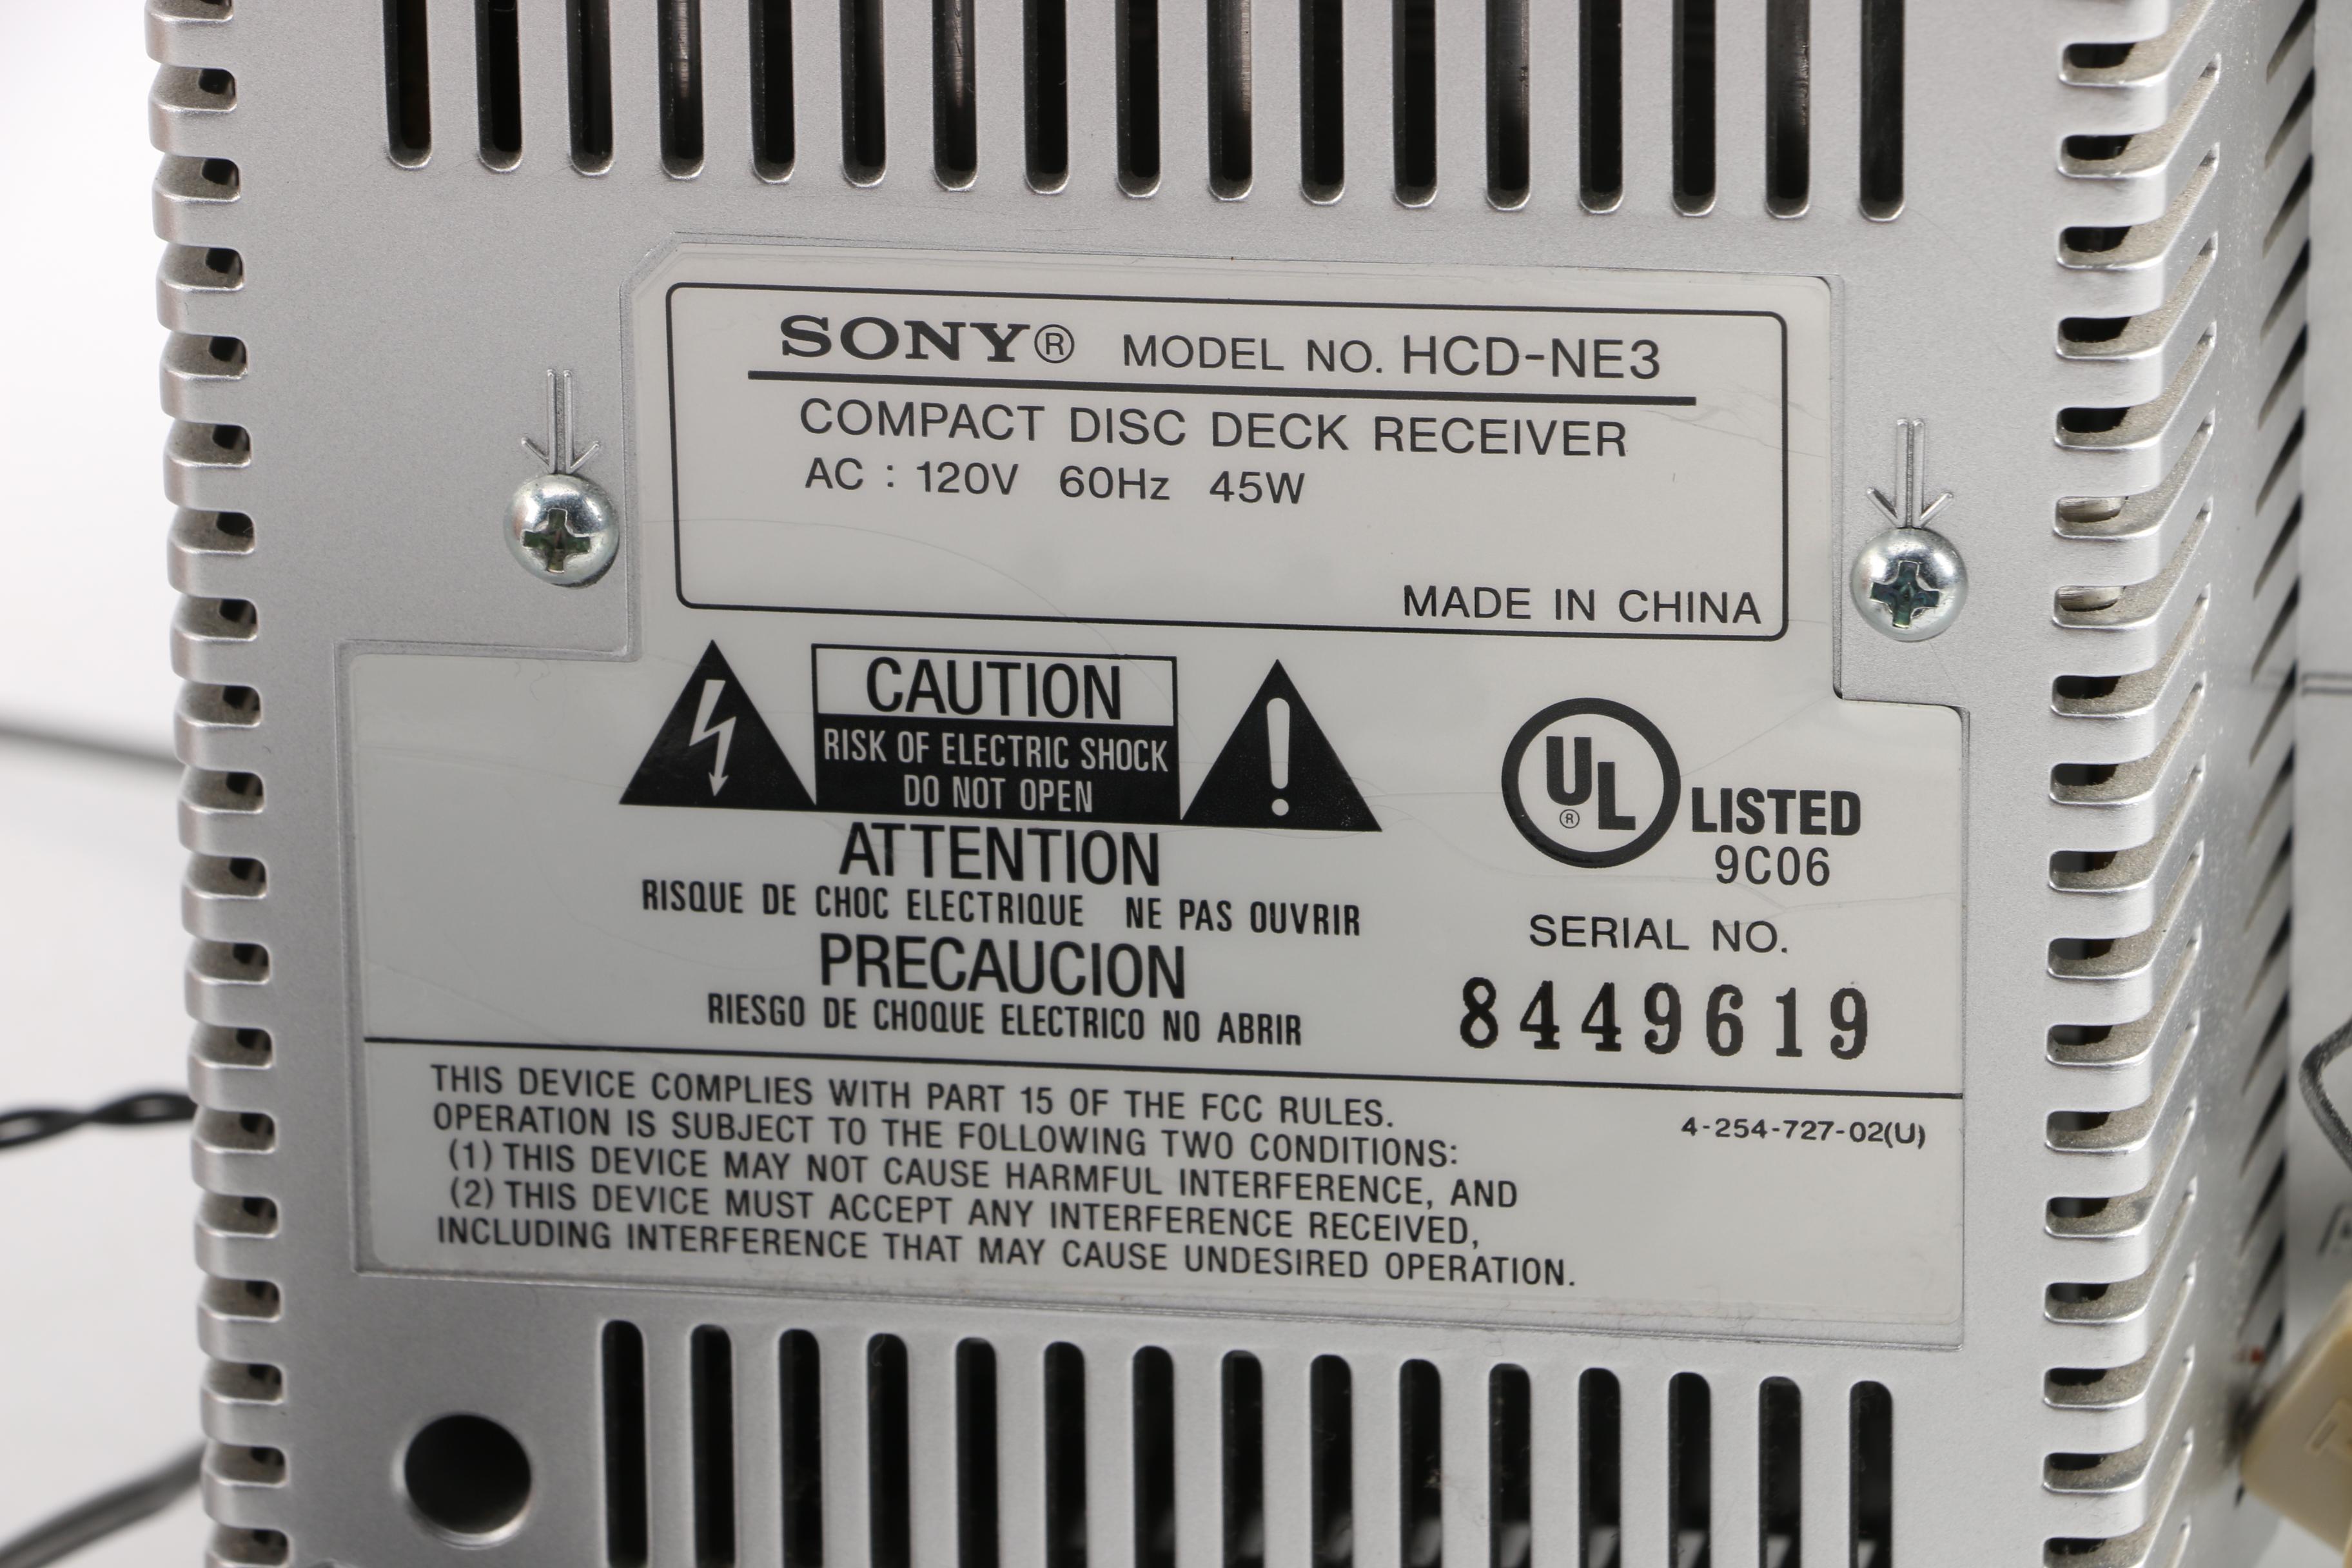 SONY® MODEL NO. HCD-NE3
COMPACT DISC DECK RECEIVER
AC : 120V 60Hz 45W
MADE IN CHINA
CAUTION
RISK OF ELECTRIC SHOCK
DO NOT OPEN
ATTENTION
RISQUE DE CHOC ELECTRIQUE NE PAS OUVRIR
PRECAUCION
RIESGO DE CHOQUE ELECTRICO NO ABRIR
UL® LISTED
9C06
SERIAL NO.
8449619
THIS DEVICE COMPLIES WITH PART 15 OF THE FCC RULES.
OPERATION IS SUBJECT TO THE FOLLOWING TWO CONDITIONS:
(1) THIS DEVICE MAY NOT CAUSE HARMFUL INTERFERENCE, AND
(2) THIS DEVICE MUST ACCEPT ANY INTERFERENCE RECEIVED,
INCLUDING INTERFERENCE THAT MAY CAUSE UNDESIRED OPERATION.
4-254-727-02(U)